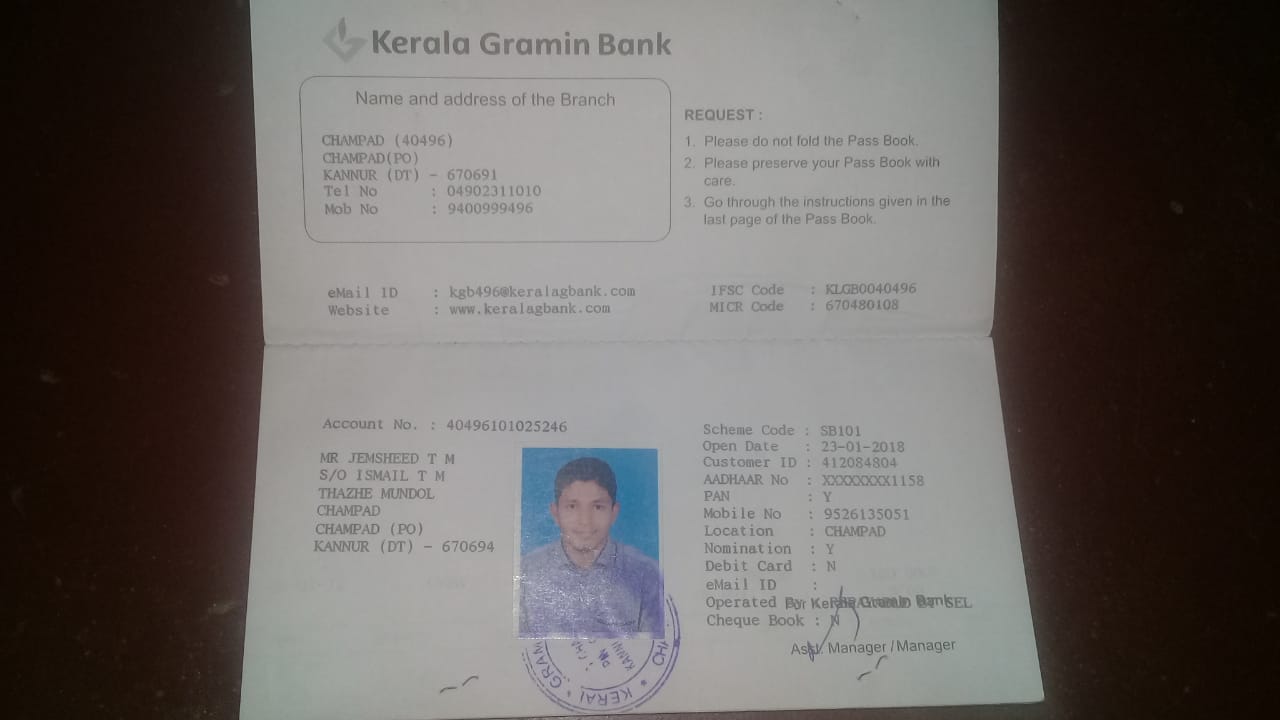 Kerala Gramin Bank
Name and address of the Branch
CHAMPAD (40496)
CHAMPAD(PO)
KANNUR (DT) - 670691
Tel No : 04902311010
Mob No : 9400999496
REQUEST :
1. Please do not fold the Pass Book.
2. Please preserve your Pass Book with
care.
3. Go through the instructions given in the
last page of the Pass Book.
eMail ID : kgb496@keralagbank.com
Website : www.keralagbank.com
IFSC Code : KLGB0040496
MICR Code : 670480108
Account No. : 40496101025246
MR JEMSHEED T M
S/O ISMAIL T M
THAZHE MUNDOL
CHAMPAD
CHAMPAD (PO)
KANNUR (DT) - 670694
Scheme Code : SB101
Open Date : 23-01-2018
Customer ID : 412084804
AADHAAR No : XXXXXXXX1158
PAN : Y
Mobile No : 9526135051
Location : CHAMPAD
Nomination : Y
Debit Card : N
eMail ID :
Operated By
For Kerala Gramin Bank
Cheque Book : N
Asst. Manager / Manager